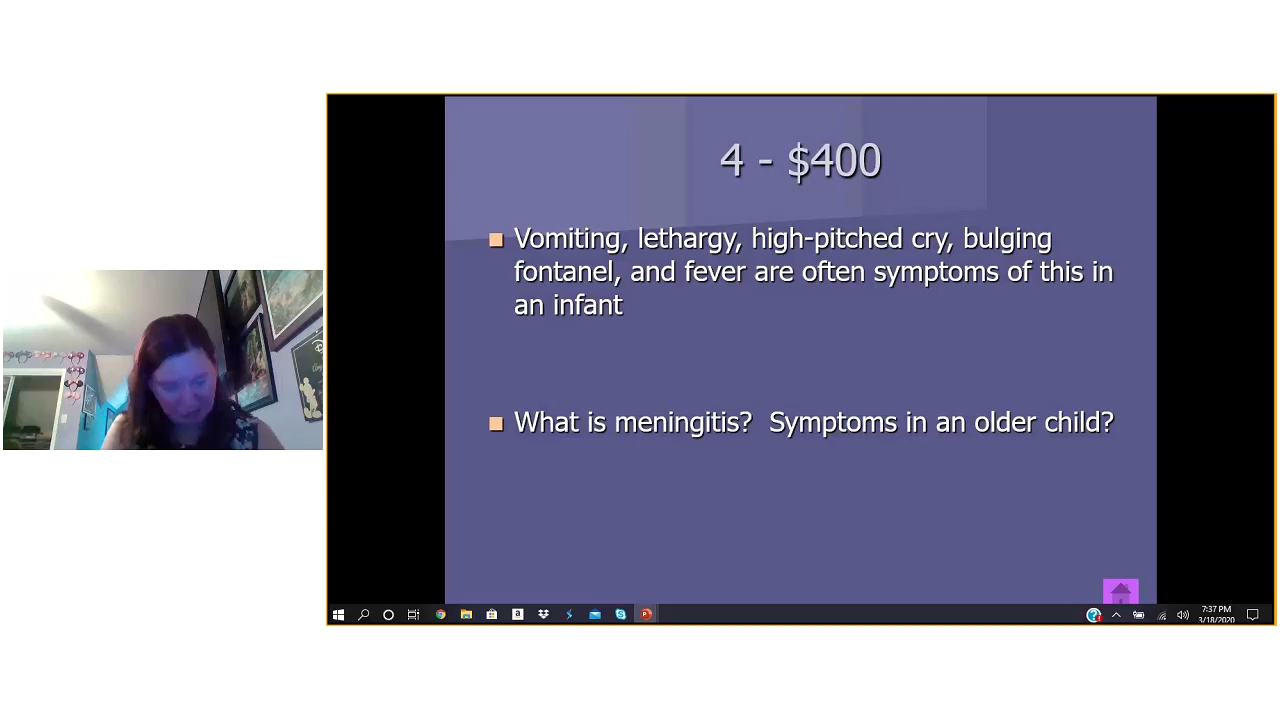 4 - $400
Vomiting, lethargy, high-pitched cry, bulging
fontanel, and fever are often symptoms of this in
an infant
What is meningitis?  Symptoms in an older child?
7:37 PM
3/18/2020